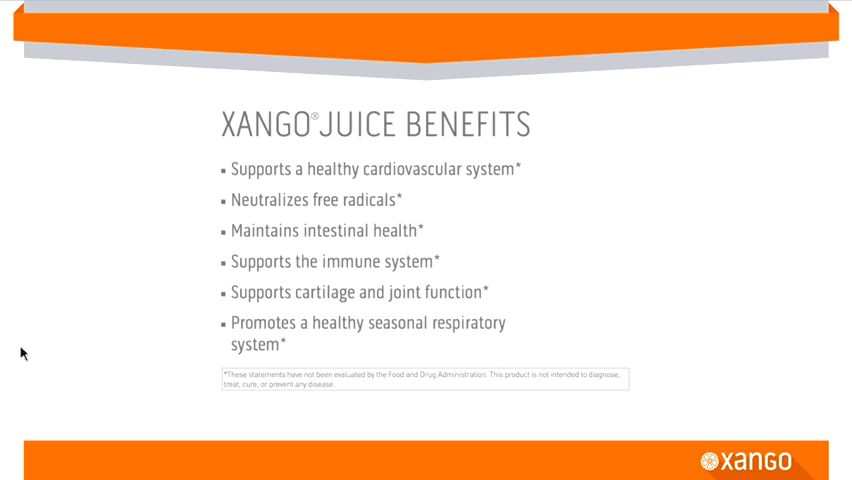 XANGO® JUICE BENEFITS
▪ Supports a healthy cardiovascular system*
▪ Neutralizes free radicals*
▪ Maintains intestinal health*
▪ Supports the immune system*
▪ Supports cartilage and joint function*
▪ Promotes a healthy seasonal respiratory
system*
*These statements have not been evaluated by the Food and Drug Administration. This product is not intended to diagnose,
treat, cure, or prevent any disease.
xango